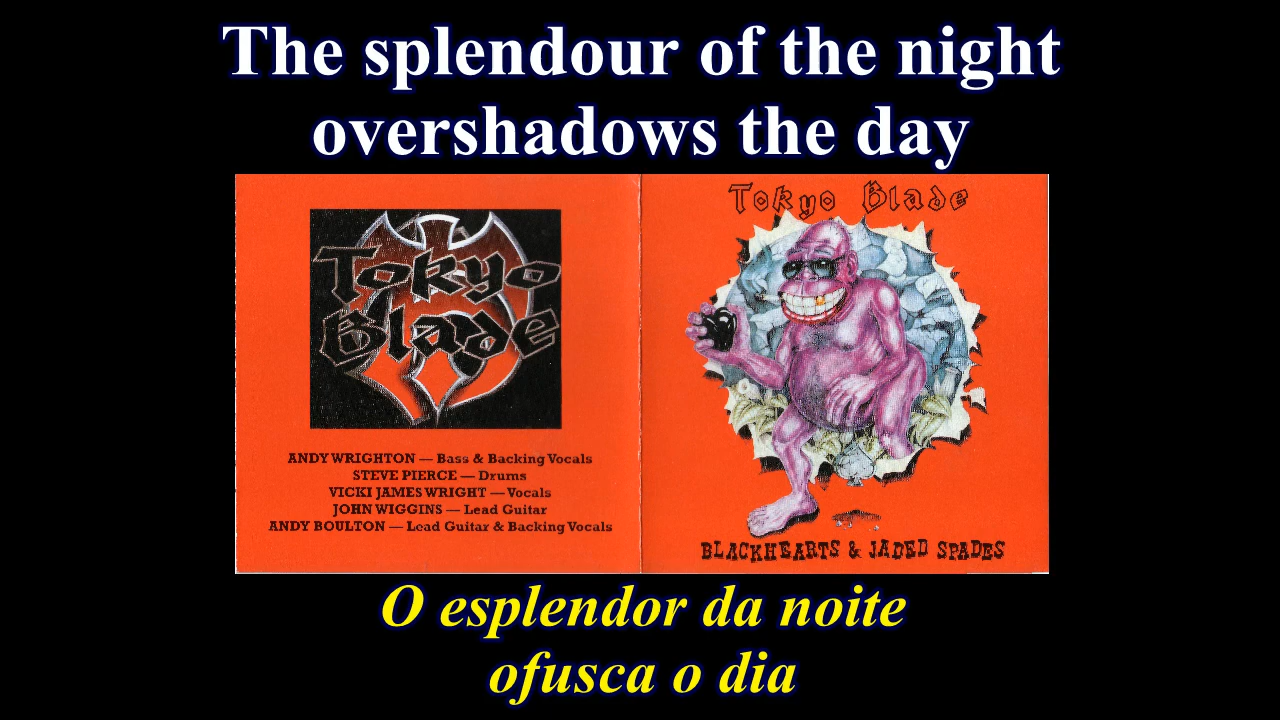 The splendour of the night
overshadows the day
Tokyo
Blade
ANDY WRIGHTON — Bass & Backing Vocals
STEVE PIERCE — Drums
VICKI JAMES WRIGHT — Vocals
JOHN WIGGINS — Lead Guitar
ANDY BOULTON — Lead Guitar & Backing Vocals
Tokyo Blade
BLACKHEARTS & JADED SPADES
O esplendor da noite
ofusca o dia